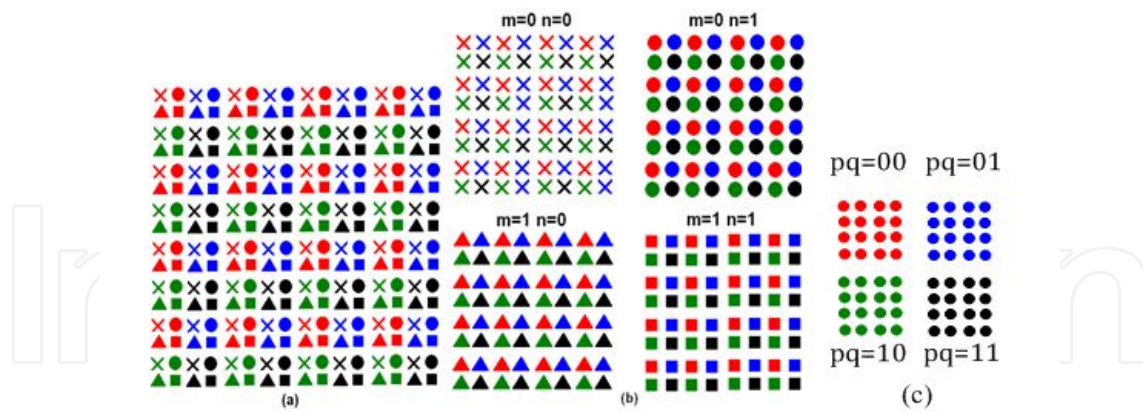 m=0 n=0
m=0 n=1
m=1 n=0
m=1 n=1
pq=00 pq=01
pq=10 pq=11
(a)
(b)
(c)